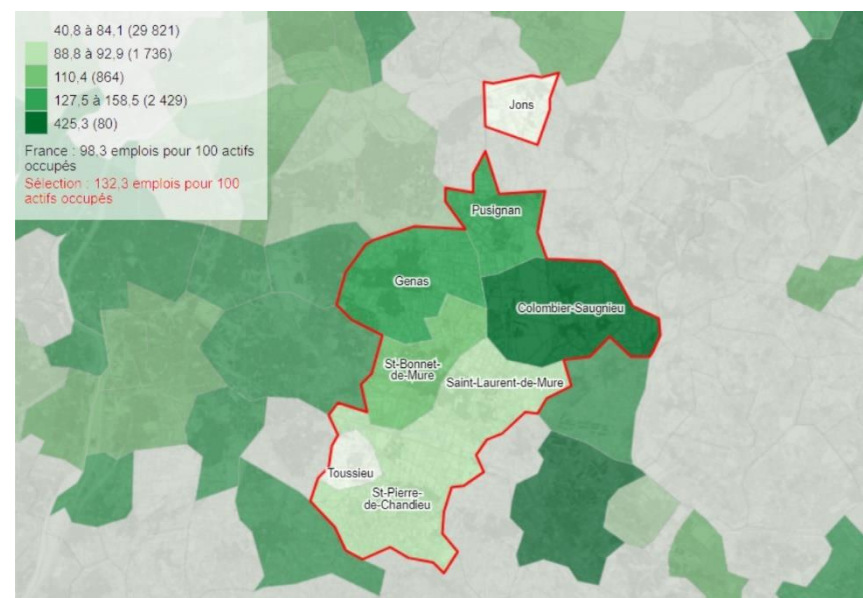 40,8 à 84,1 (29 821)
88,8 à 92,9 (1 736)
110,4 (864)
127,5 à 158,5 (2 429)
425,3 (80)
France : 98,3 emplois pour 100 actifs
occupés
Sélection : 132,3 emplois pour 100
actifs occupés
Jons
Pusignan
Genas
Colombier-Saugnieu
St-Bonnet-
de-Mure
Saint-Laurent-de-Mure
Toussieu
St-Pierre-
de-Chandieu